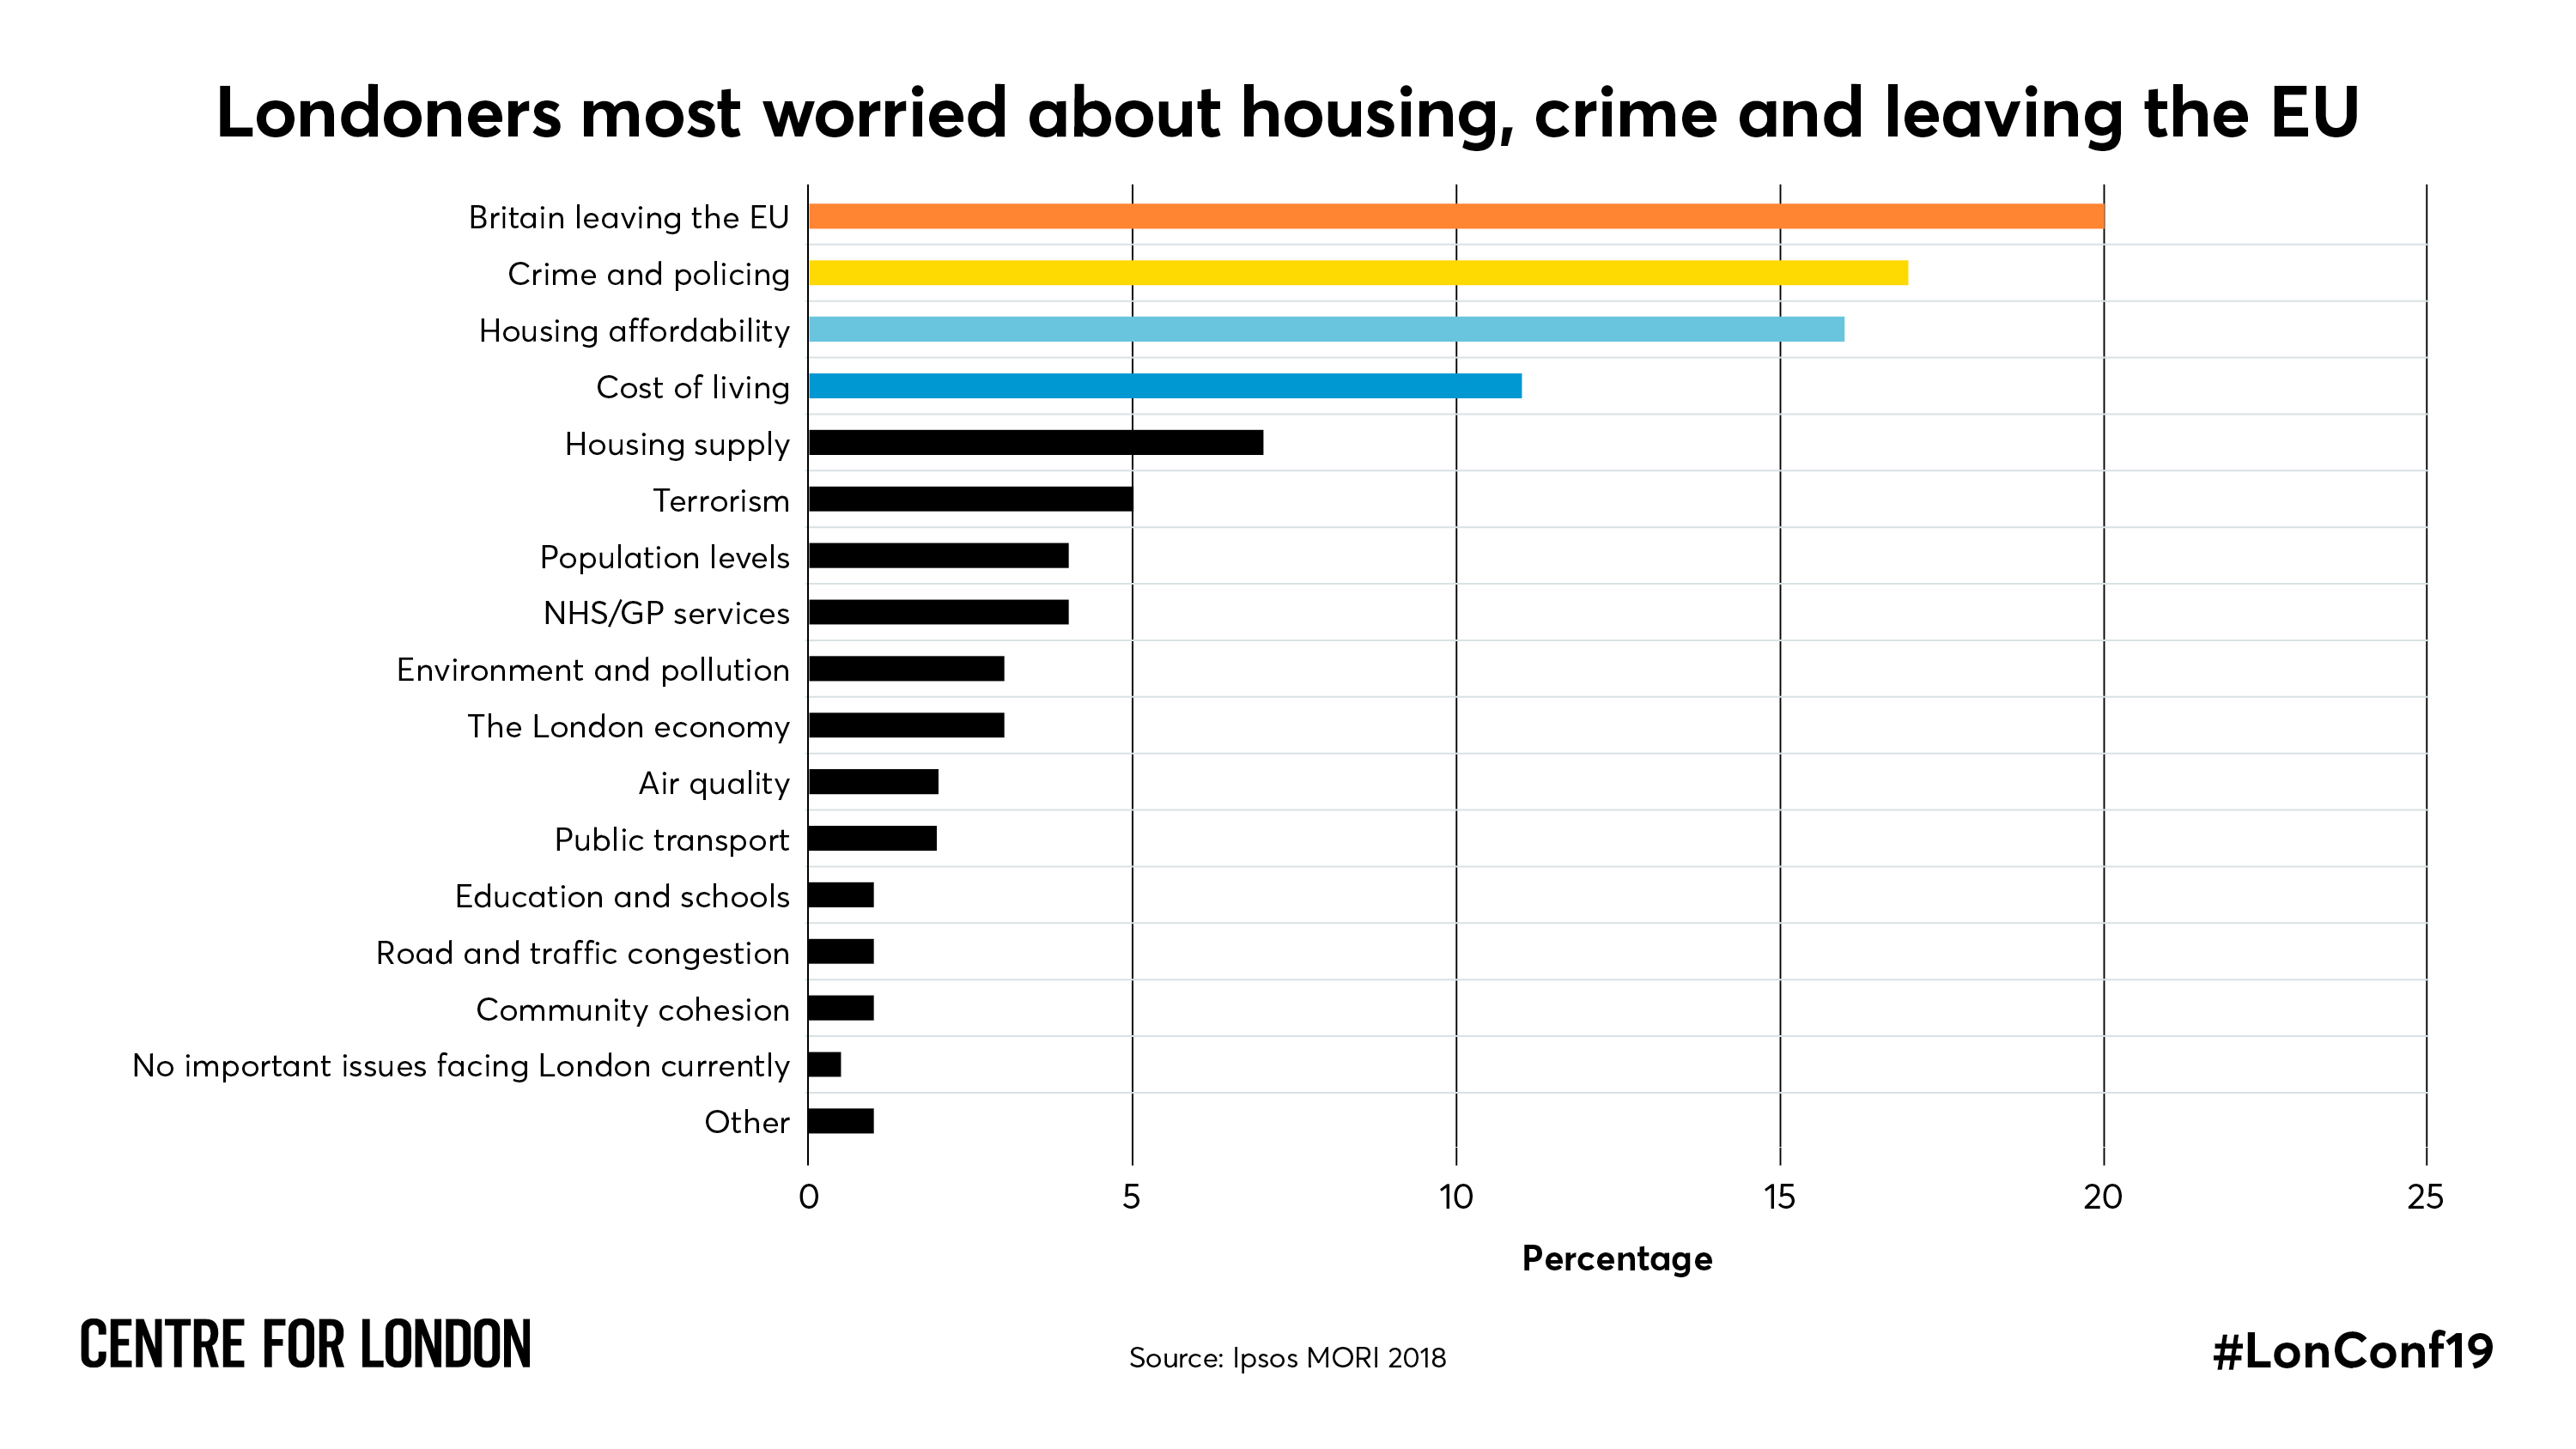 Londoners most worried about housing, crime and leaving the EU
Britain leaving the EU
Crime and policing
Housing affordability
Cost of living
Housing supply
Terrorism
Population levels
NHS/GP services
Environment and pollution
The London economy
Air quality
Public transport
Education and schools
Road and traffic congestion
Community cohesion
No important issues facing London currently
Other
0 5 10 15 20 25
Percentage
CENTRE FOR LONDON
Source: Ipsos MORI 2018
#LonConf19